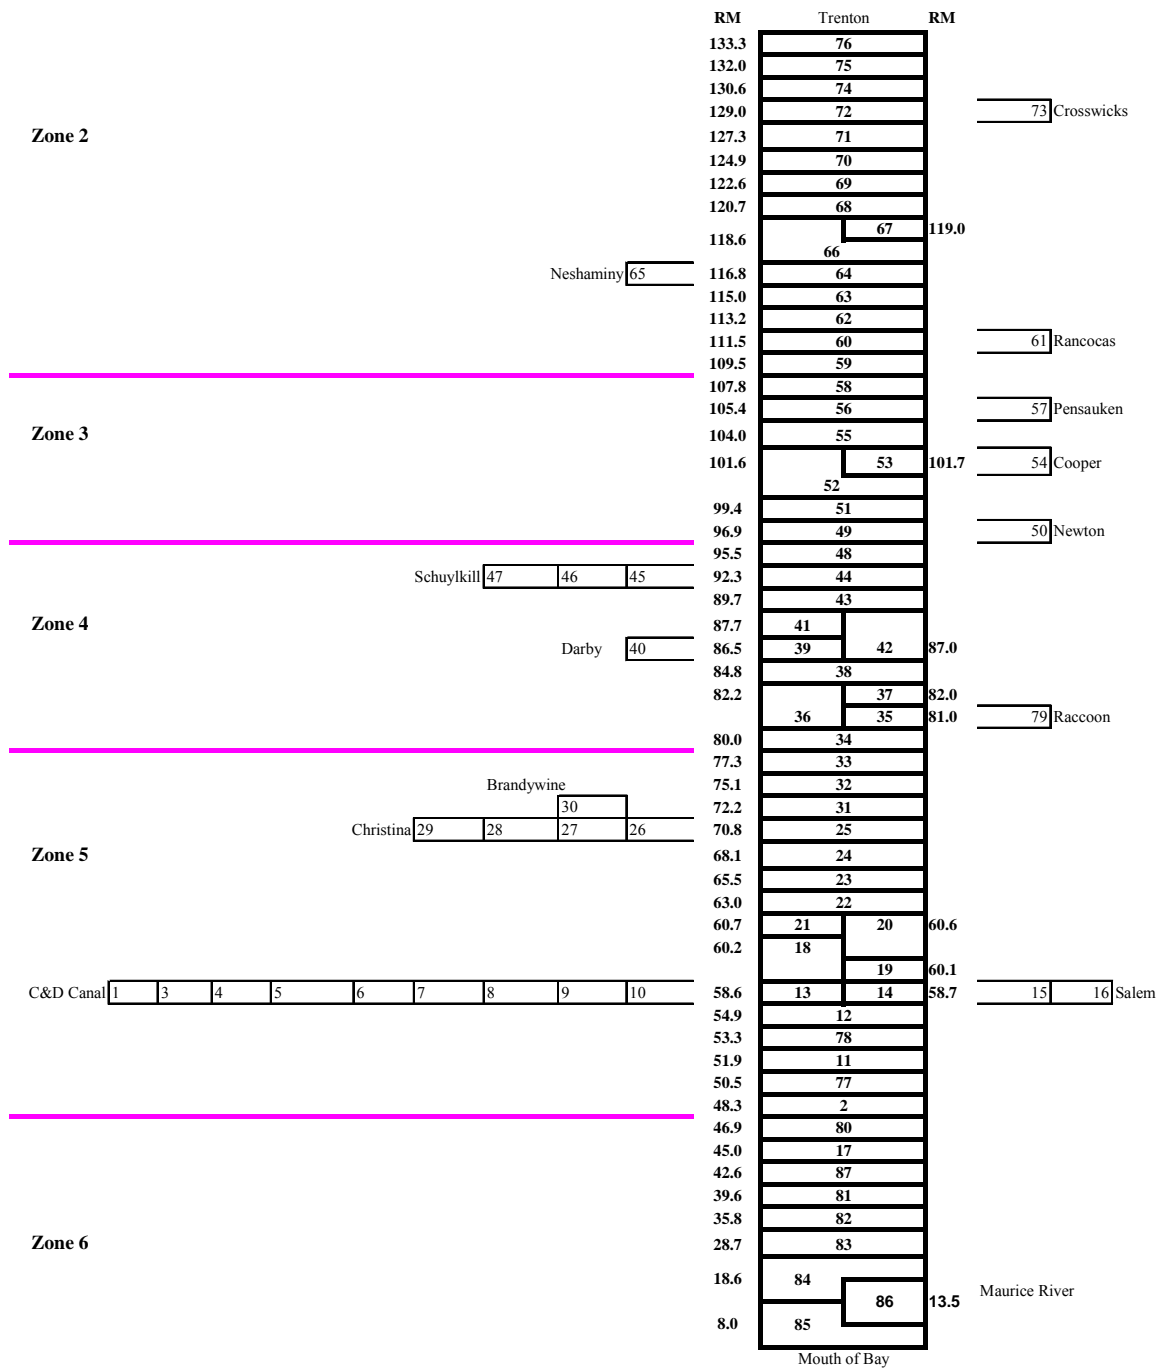 RM Trenton RM
133.3 76
132.0 75
130.6 74
129.0 72 73 Crosswicks
Zone 2
127.3 71
124.9 70
122.6 69
120.7 68
67 119.0
118.6
66
Neshaminy 65 116.8 64
115.0 63
113.2 62
111.5 60 61 Rancocas
109.5 59
107.8 58
105.4 56 57 Pensauken
Zone 3
104.0 55
101.6 53 101.7 54 Cooper
52
99.4 51
96.9 49 50 Newton
95.5 48
Schuylkill 47 46 45 92.3 44
89.7 43
Zone 4
87.7 41
Darby 40 86.5 39 42 87.0
84.8 38
82.2 37 82.0
36 35 81.0 79 Raccoon
80.0 34
77.3 33
Brandywine
75.1 32
30 72.2 31
Christina 29 28 27 26 70.8 25
Zone 5
68.1 24
65.5 23
63.0 22
60.7 21 20 60.6
60.2 18
19 60.1
C&D Canal 1 3 4 5 6 7 8 9 10 58.6 13 14 58.7 15 16 Salem
54.9 12
53.3 78
51.9 11
50.5 77
48.3 2
46.9 80
45.0 17
42.6 87
39.6 81
35.8 82
Zone 6
28.7 83
18.6 84
Maurice River
86 13.5
8.0 85
Mouth of Bay